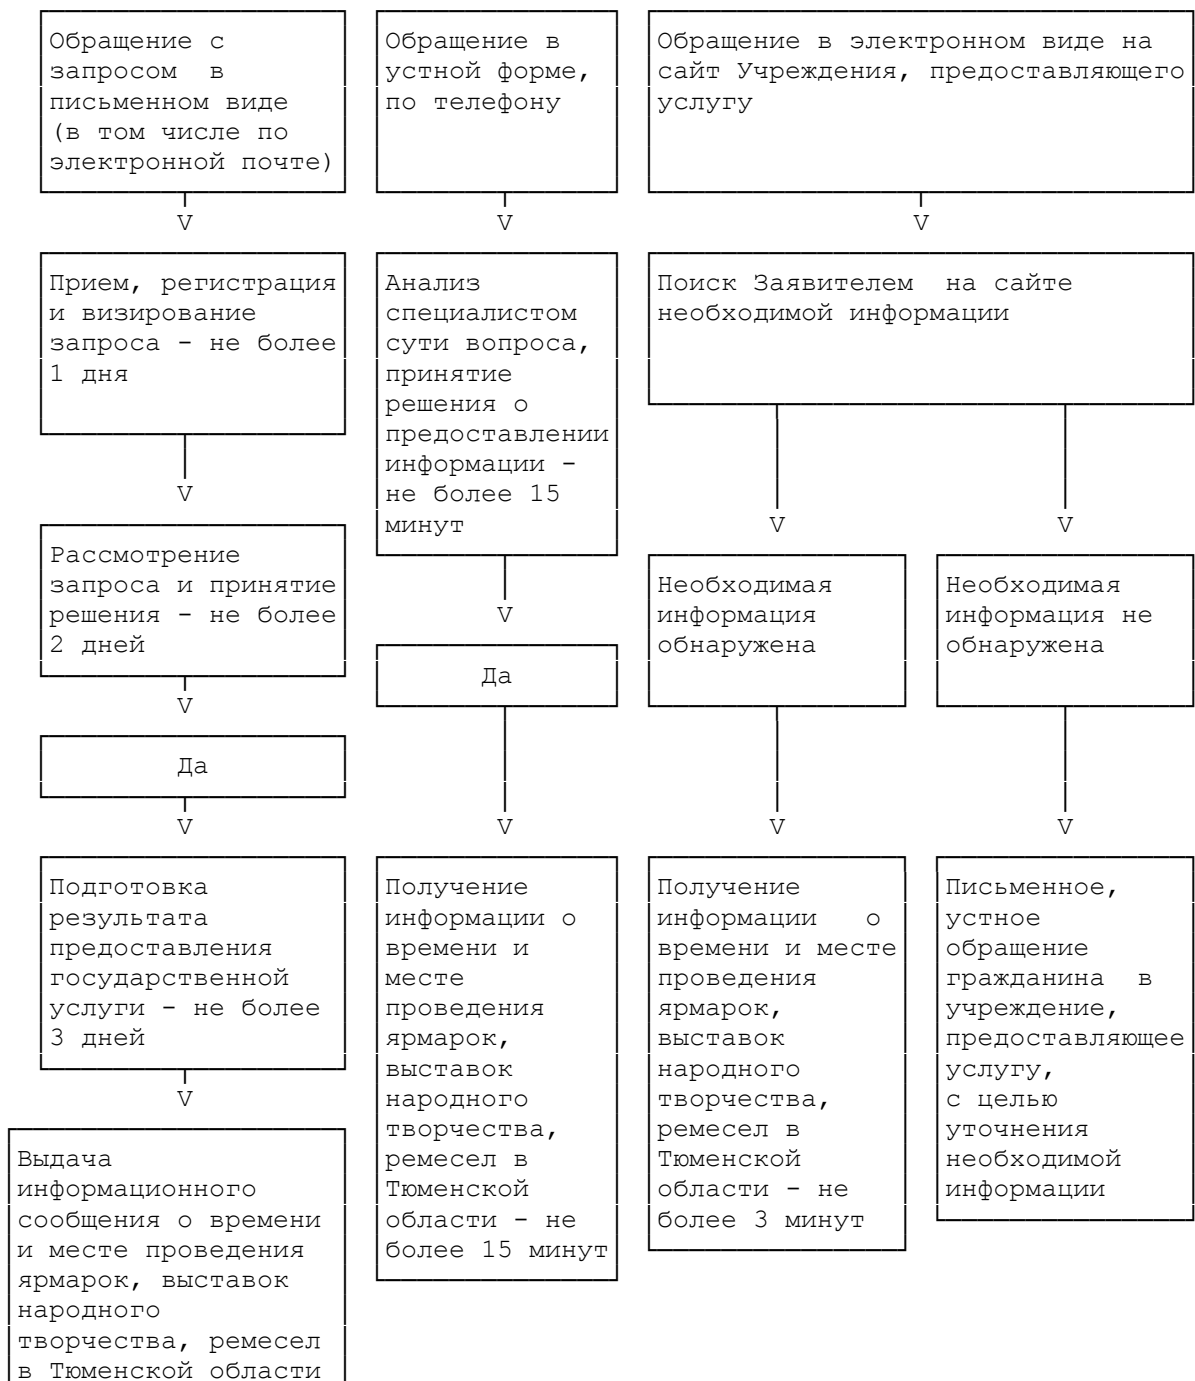 Обращение с
запросом в
письменном виде
(в том числе по
электронной почте)
Обращение в
устной форме,
по телефону
Обращение в электронном виде на
сайт Учреждения, предоставляющего
услугу
V
V
V
Прием, регистрация
и визирование
запроса - не более
1 дня
Анализ
специалистом
сути вопроса,
принятие
решения о
предоставлении
информации -
не более 15
минут
Поиск Заявителем на сайте
необходимой информации
V
V
V
Рассмотрение
запроса и принятие
решения - не более
2 дней
V
Необходимая
информация
обнаружена
Необходимая
информация не
обнаружена
Да
V
Да
V
V
V
V
Подготовка
результата
предоставления
государственной
услуги - не более
3 дней
Получение
информации о
времени и
месте
проведения
ярмарок,
выставок
народного
творчества,
ремесел в
Тюменской
области - не
более 15 минут
Получение
информации о
времени и месте
проведения
ярмарок,
выставок
народного
творчества,
ремесел в
Тюменской
области - не
более 3 минут
Письменное,
устное
обращение
гражданина в
учреждение,
предоставляющее
услугу,
с целью
уточнения
необходимой
информации
V
Выдача
информационного
сообщения о времени
и месте проведения
ярмарок, выставок
народного
творчества, ремесел
в Тюменской области